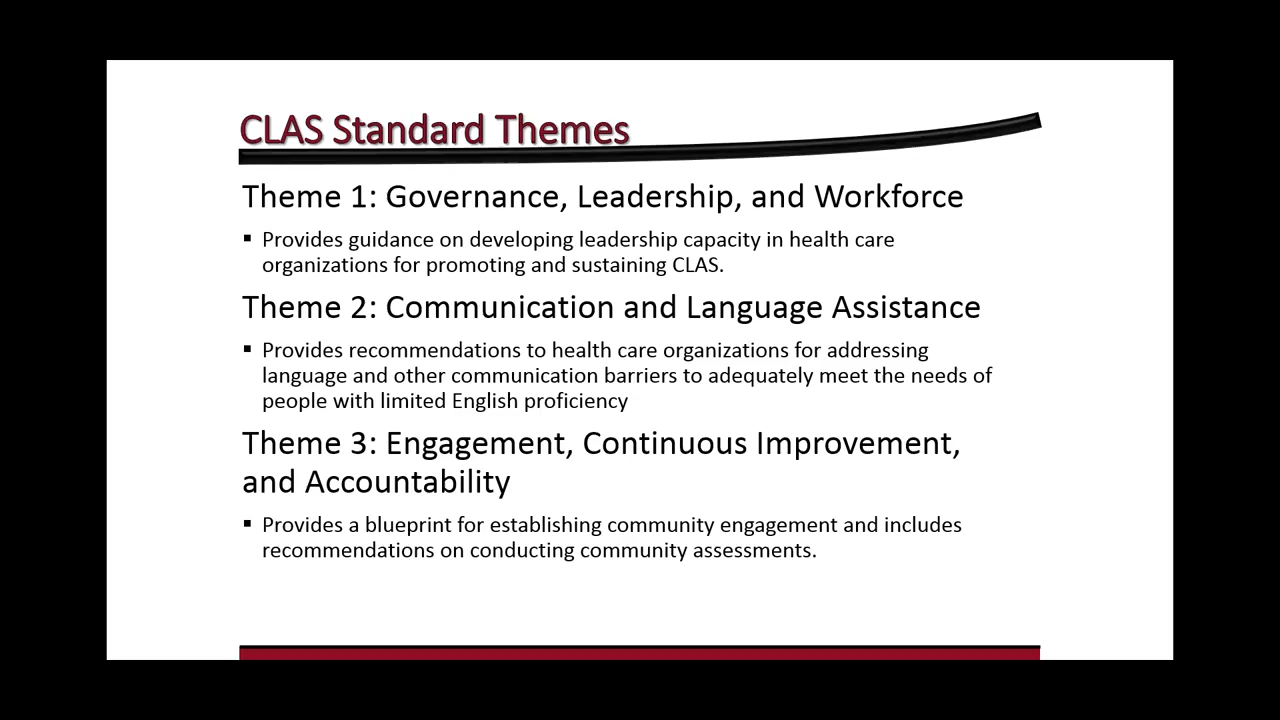 CLAS Standard Themes
Theme 1: Governance, Leadership, and Workforce
▪ Provides guidance on developing leadership capacity in health care
organizations for promoting and sustaining CLAS.
Theme 2: Communication and Language Assistance
▪ Provides recommendations to health care organizations for addressing
language and other communication barriers to adequately meet the needs of
people with limited English proficiency
Theme 3: Engagement, Continuous Improvement,
and Accountability
▪ Provides a blueprint for establishing community engagement and includes
recommendations on conducting community assessments.